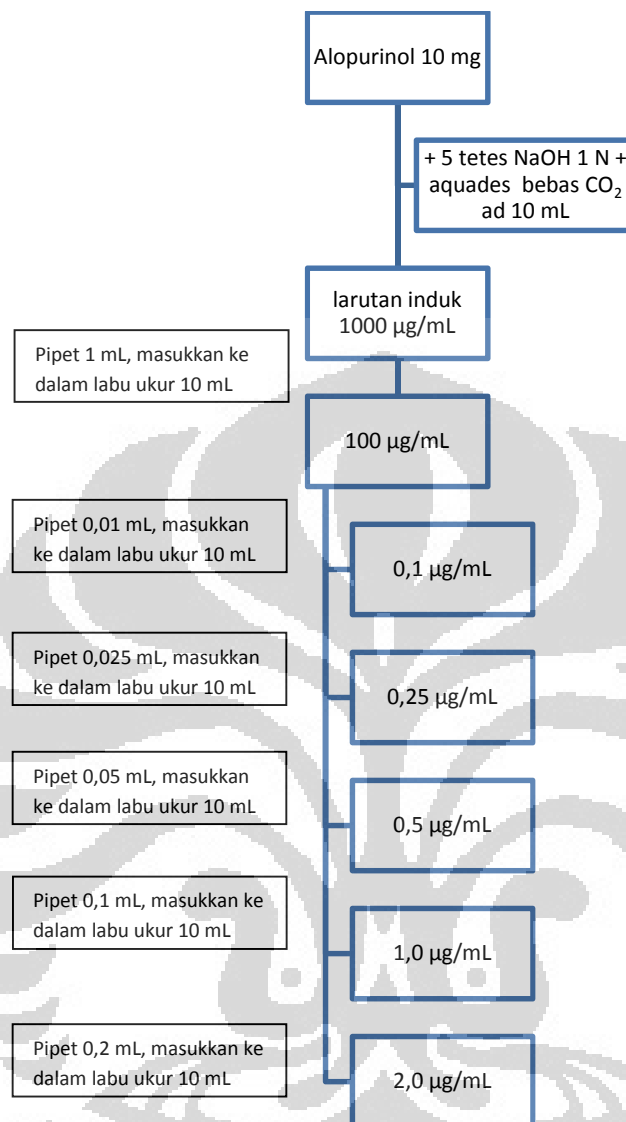 Alopurinol 10 mg
+ 5 tetes NaOH 1 N +
aquades bebas CO₂
ad 10 mL
larutan induk
1000 µg/mL
Pipet 1 mL, masukkan ke
dalam labu ukur 10 mL
100 µg/mL
Pipet 0,01 mL, masukkan
ke dalam labu ukur 10 mL
0,1 µg/mL
Pipet 0,025 mL, masukkan
ke dalam labu ukur 10 mL
0,25 µg/mL
Pipet 0,05 mL, masukkan
ke dalam labu ukur 10 mL
0,5 µg/mL
Pipet 0,1 mL, masukkan ke
dalam labu ukur 10 mL
1,0 µg/mL
Pipet 0,2 mL, masukkan ke
dalam labu ukur 10 mL
2,0 µg/mL